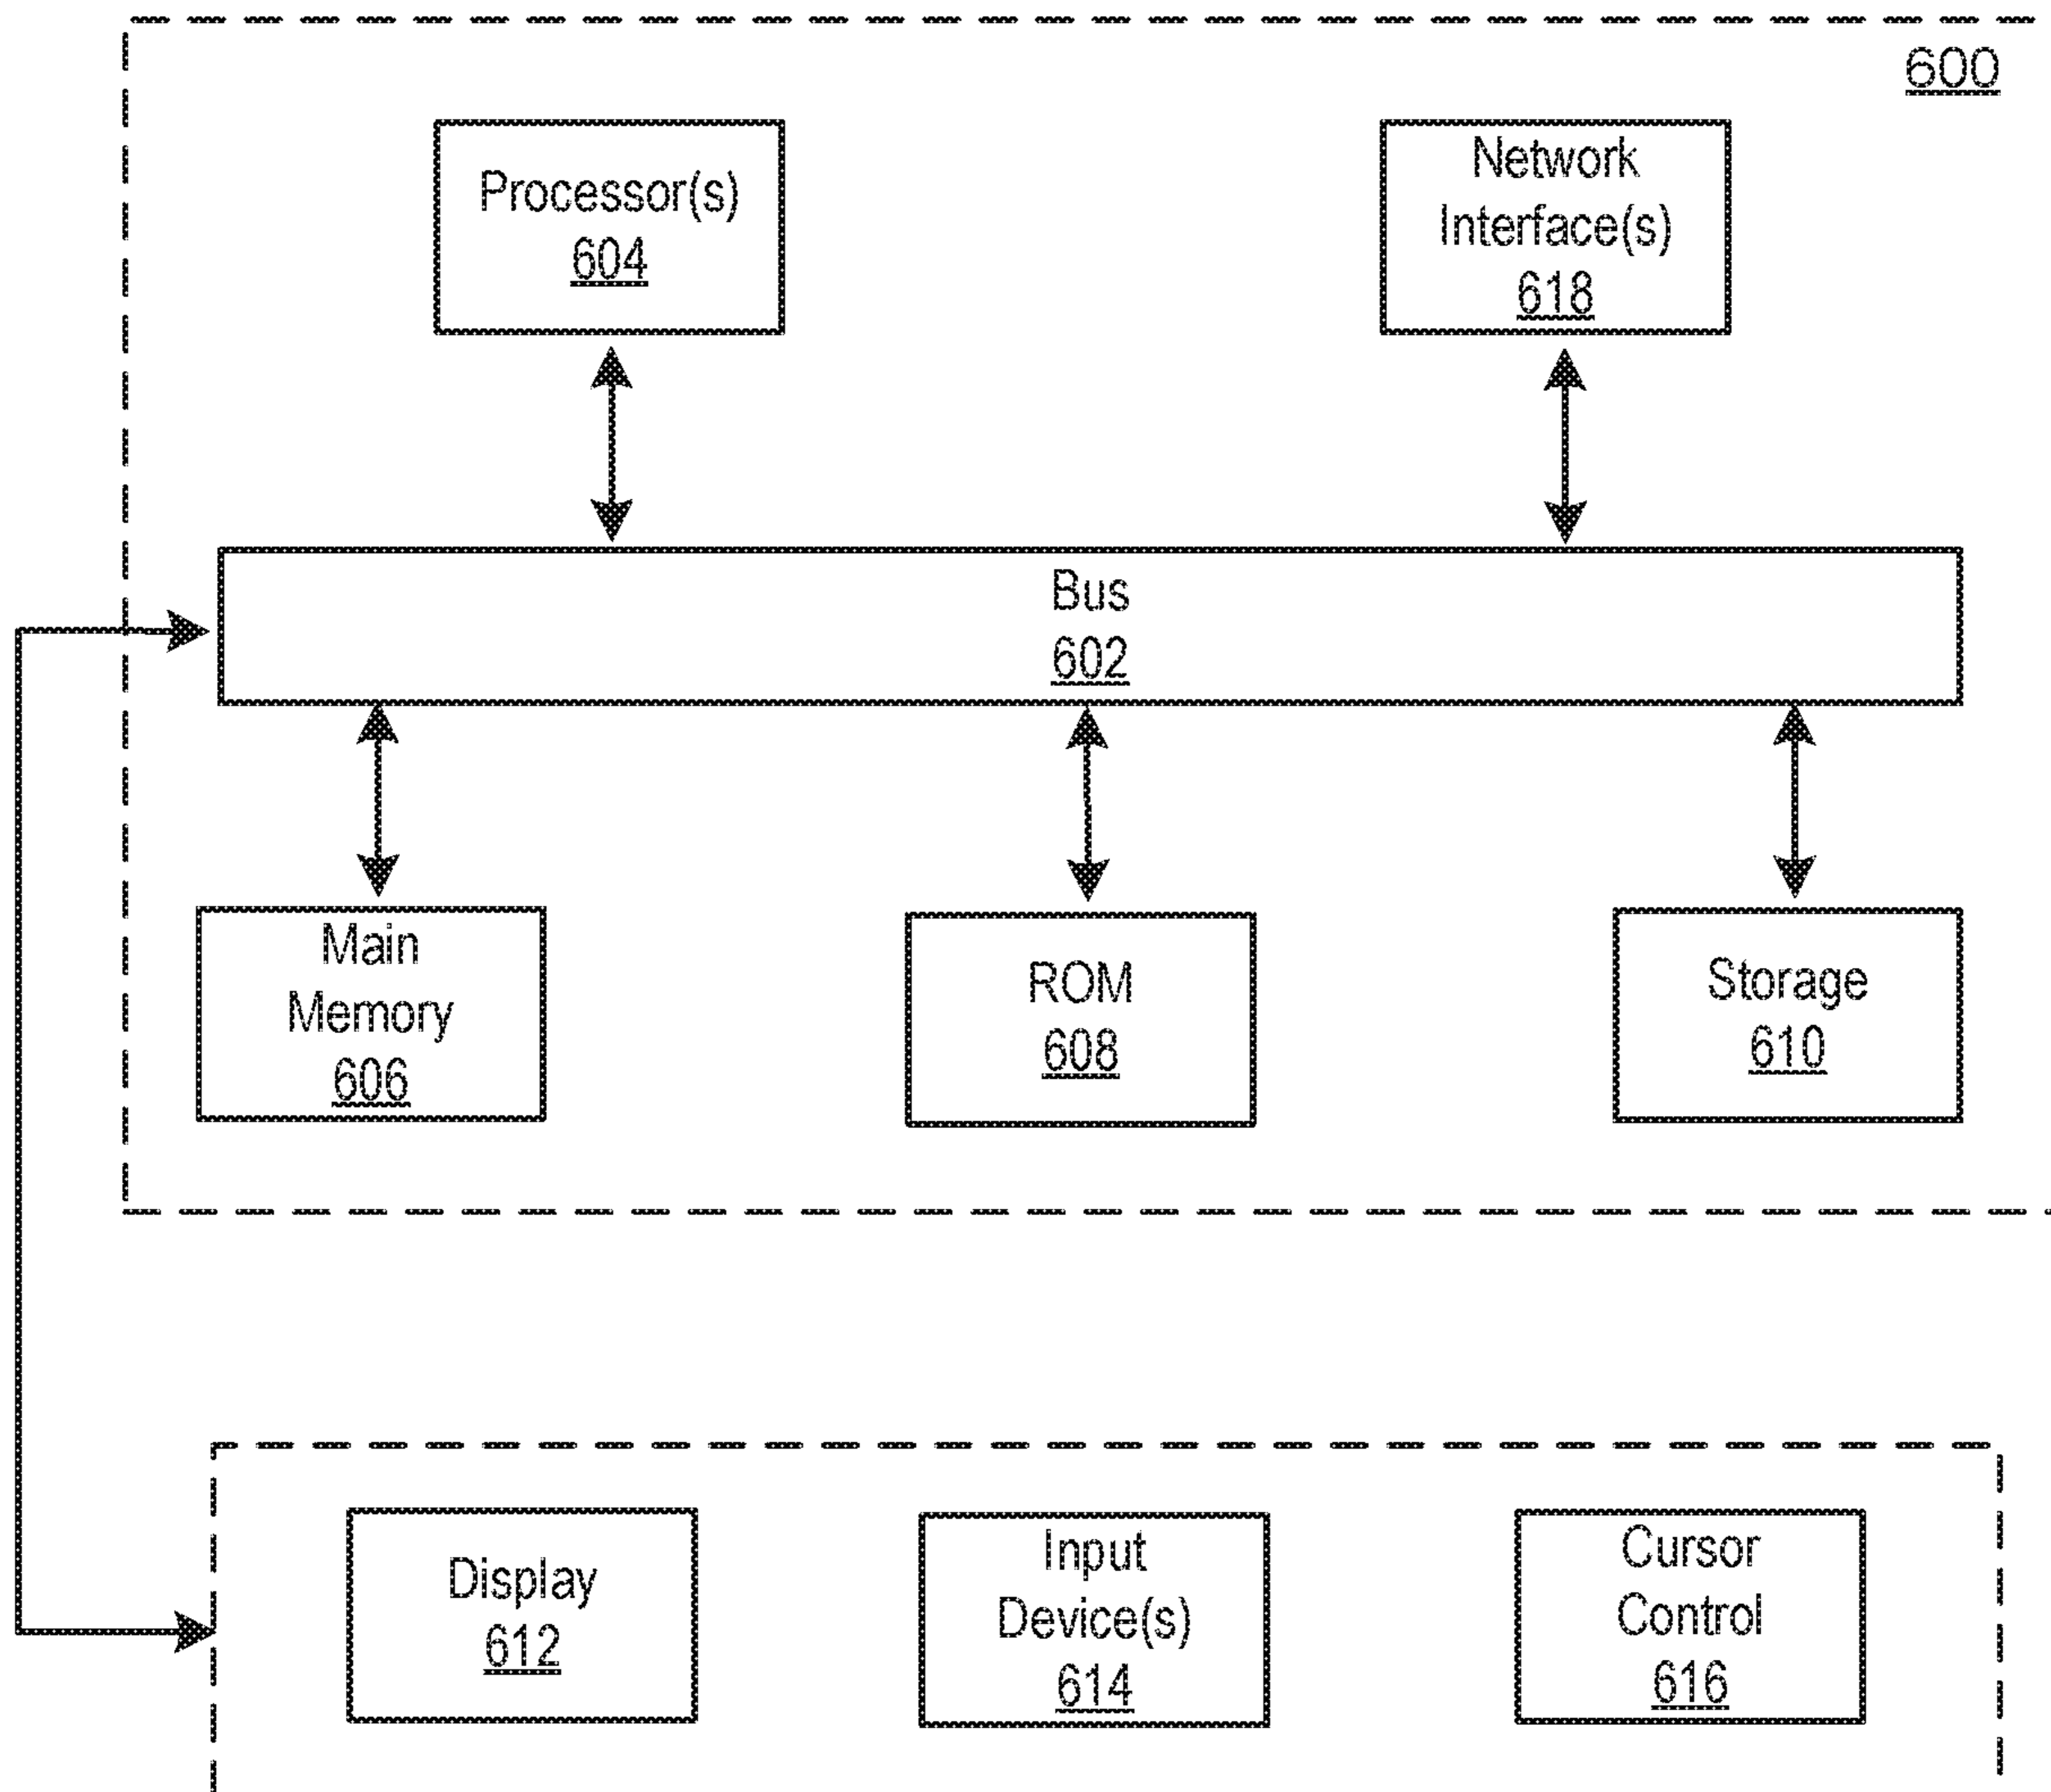 600
Processor(s)
604
Network
Interface(s)
618
Bus
602
Main
Memory
606
ROM
608
Storage
610
Display
612
Input
Device(s)
614
Cursor
Control
616